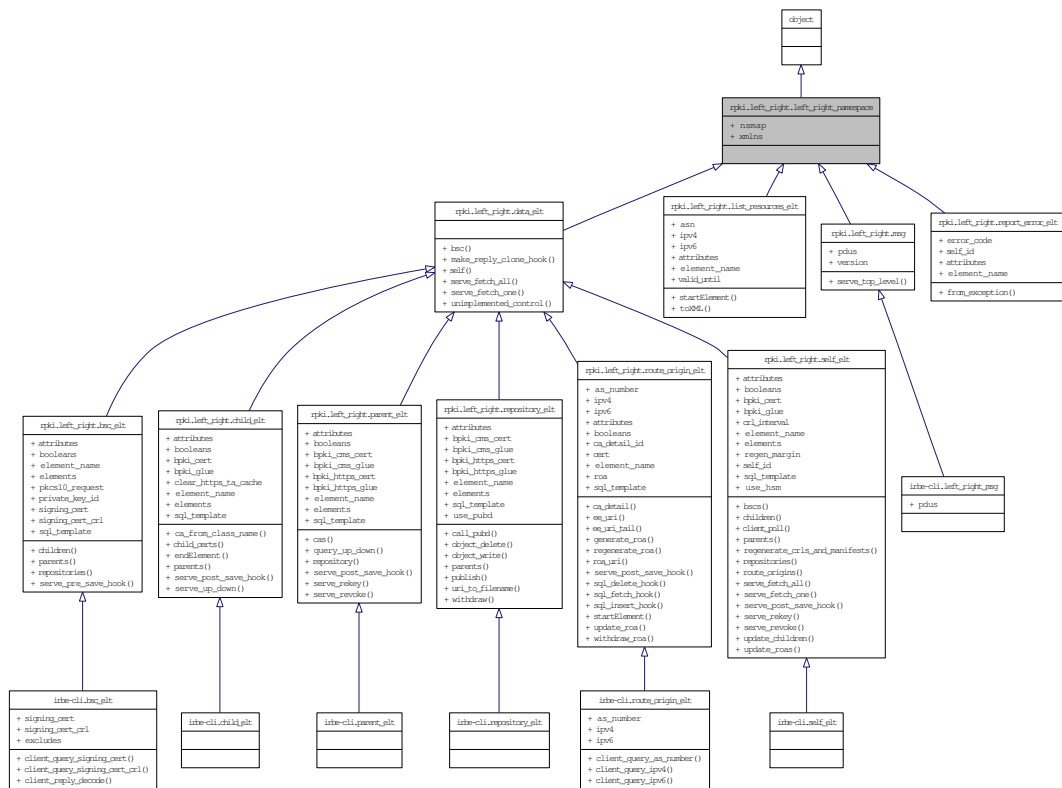 object
rpki.left_right.left_right_namespace
+ nsmap
+ xmlns
rpki.left_right.data_elt
+ bsc()
+ make_reply_clone_hook()
+ self()
+ serve_fetch_all()
+ serve_fetch_one()
+ unimplemented_control()
rpki.left_right.list_resources_elt
+ asn
+ ipv4
+ ipv6
+ attributes
+ element_name
+ valid_until
+ startElement()
+ toXML()
rpki.left_right.msg
+ pdus
+ version
+ serve_top_level()
rpki.left_right.report_error_elt
+ error_code
+ self_id
+ attributes
+ element_name
+ from_exception()
rpki.left_right.bsc_elt
+ attributes
+ booleans
+ element_name
+ elements
+ pkcs10_request
+ private_key_id
+ signing_cert
+ signing_cert_crl
+ sql_template
+ children()
+ parents()
+ repositories()
+ serve_pre_save_hook()
rpki.left_right.child_elt
+ attributes
+ booleans
+ bpki_cert
+ bpki_glue
+ clear_https_ta_cache
+ element_name
+ elements
+ sql_template
+ ca_from_class_name()
+ child_certs()
+ endElement()
+ parents()
+ serve_post_save_hook()
+ serve_up_down()
rpki.left_right.parent_elt
+ attributes
+ booleans
+ bpki_cms_cert
+ bpki_cms_glue
+ bpki_https_cert
+ bpki_https_glue
+ element_name
+ elements
+ sql_template
+ cas()
+ query_up_down()
+ repository()
+ serve_post_save_hook()
+ serve_rekey()
+ serve_revoke()
rpki.left_right.repository_elt
+ attributes
+ bpki_cms_cert
+ bpki_cms_glue
+ bpki_https_cert
+ bpki_https_glue
+ element_name
+ elements
+ sql_template
+ use_pubd
+ call_pubd()
+ object_delete()
+ object_write()
+ parents()
+ publish()
+ uri_to_filename()
+ withdraw()
rpki.left_right.route_origin_elt
+ as_number
+ ipv4
+ ipv6
+ attributes
+ booleans
+ ca_detail_id
+ cert
+ element_name
+ roa
+ sql_template
+ ca_detail()
+ ee_uri()
+ ee_uri_tail()
+ generate_roa()
+ regenerate_roa()
+ roa_uri()
+ serve_post_save_hook()
+ sql_delete_hook()
+ sql_fetch_hook()
+ sql_insert_hook()
+ startElement()
+ update_roa()
+ withdraw_roa()
rpki.left_right.self_elt
+ attributes
+ booleans
+ bpki_cert
+ bpki_glue
+ crl_interval
+ element_name
+ elements
+ regen_margin
+ self_id
+ sql_template
+ use_hsm
+ bscs()
+ children()
+ client_poll()
+ parents()
+ regenerate_crls_and_manifests()
+ repositories()
+ route_origins()
+ serve_fetch_all()
+ serve_fetch_one()
+ serve_post_save_hook()
+ serve_rekey()
+ serve_revoke()
+ update_children()
+ update_roas()
irbe-cli.left_right_msg
+ pdus
irbe-cli.bsc_elt
+ signing_cert
+ signing_cert_crl
+ excludes
+ client_query_signing_cert()
+ client_query_signing_cert_crl()
+ client_reply_decode()
irbe-cli.child_elt
irbe-cli.parent_elt
irbe-cli.repository_elt
irbe-cli.route_origin_elt
+ as_number
+ ipv4
+ ipv6
+ client_query_as_number()
+ client_query_ipv4()
+ client_query_ipv6()
irbe-cli.self_elt